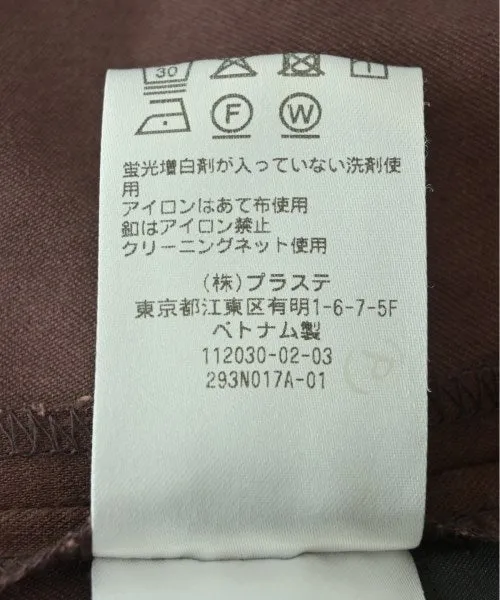 30
F W
蛍光増白剤が入っていない洗剤使
用
アイロンはあて布使用
釦はアイロン禁止
クリーニングネット使用
(株)プラステ
東京都江東区有明1-6-7-5F
ベトナム製
112030-02-03
293N017A-01